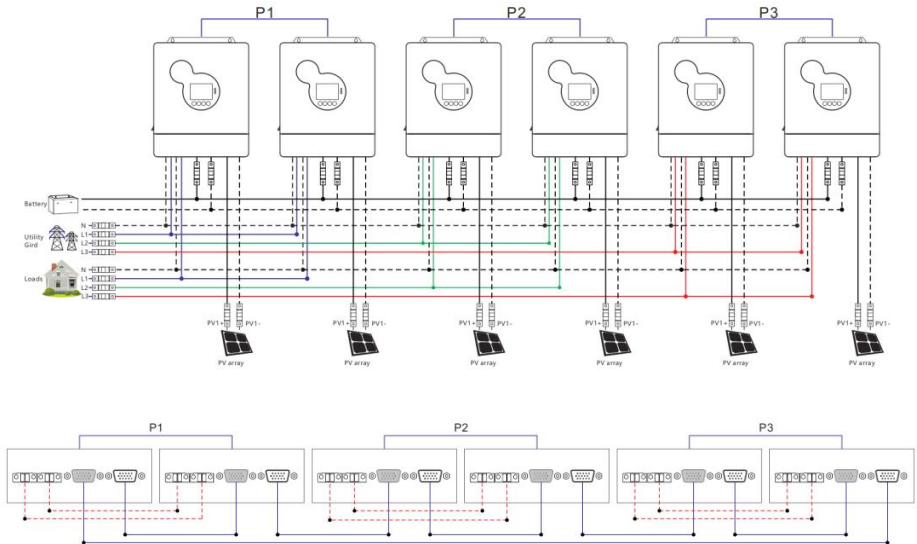 P1 P2 P3
Battery
N
L1
Utility
Gird
L2
L3
N
Loads
L1
L2
L3
PV1+ PV1- PV1+ PV1- PV1+ PV1- PV1+ PV1- PV1+ PV1- PV1+ PV1-
PV array PV array PV array PV array PV array PV array
P1 P2 P3